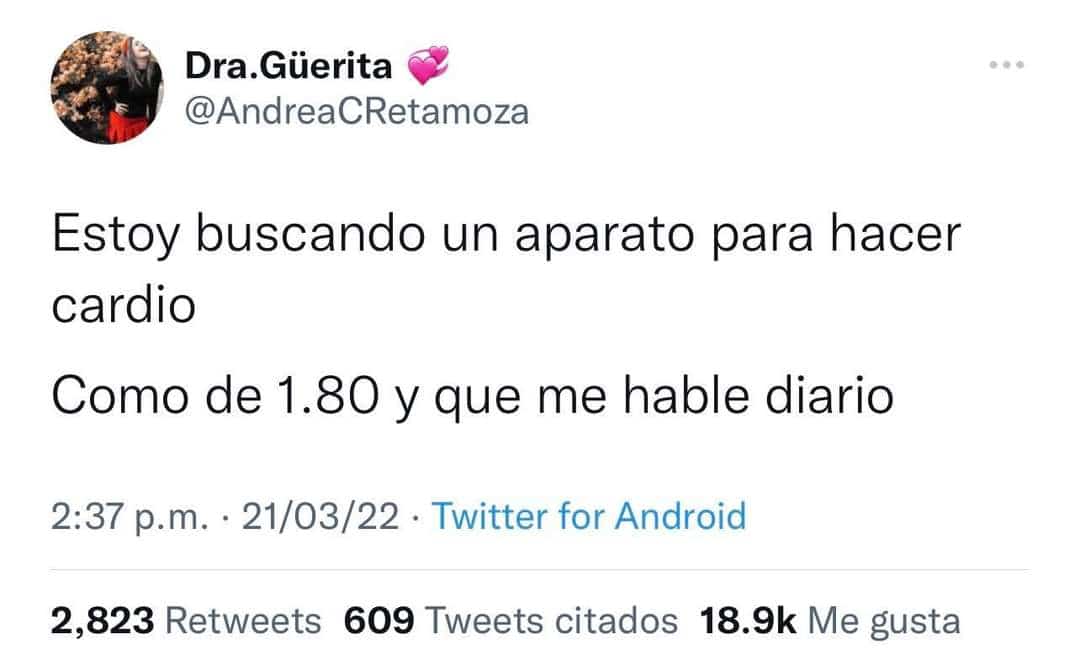 Dra.Güerita 💞
@AndreaCRetamoza
Estoy buscando un aparato para hacer
cardio
Como de 1.80 y que me hable diario
2:37 p.m. · 21/03/22 · Twitter for Android
2,823 Retweets 609 Tweets citados 18.9k Me gusta